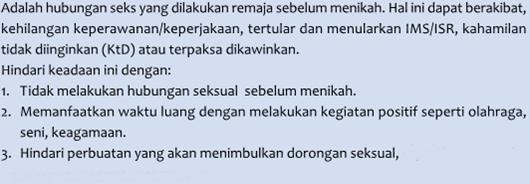 Adalah hubungan seks yang dilakukan remaja sebelum menikah. Hal ini dapat berakibat,
kehilangan keperawanan/keperjakaan, tertular dan menularkan IMS/ISR, kahamilan
tidak diinginkan (KtD) atau terpaksa dikawinkan.
Hindari keadaan ini dengan:
1. Tidak melakukan hubungan seksual sebelum menikah.
2. Memanfaatkan waktu luang dengan melakukan kegiatan positif seperti olahraga,
seni, keagamaan.
3. Hindari perbuatan yang akan menimbulkan dorongan seksual,